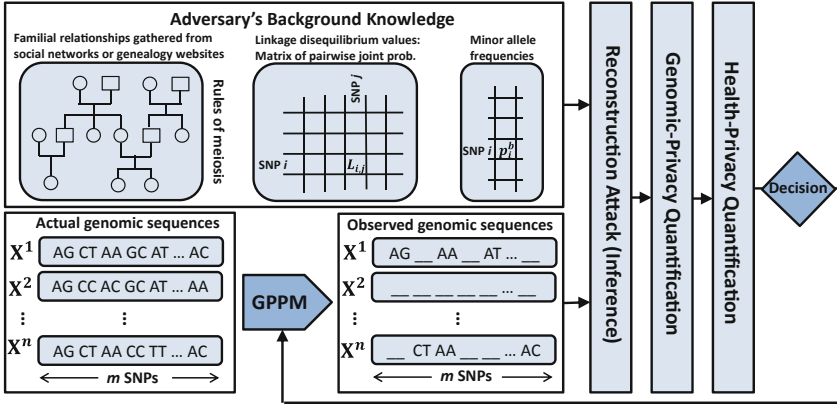 Adversary's Background Knowledge
Familial relationships gathered from
social networks or genealogy websites
Rules of meiosis
Linkage disequilibrium values:
Matrix of pairwise joint prob.
SNP j
SNP i
L_{i,j}
Minor allele
frequencies
SNP i
p_i^b
Actual genomic sequences
X^1 AG CT AA GC AT ... AC
X^2 AG CC AC GC AT ... AA
⋮ ⋮
X^n AG CT AA CC TT ... AC
m SNPs
GPPM
Observed genomic sequences
X^1 AG __ AA __ AT ... __
X^2 __ __ __ __ __ ... __
⋮ ⋮
X^n __ CT AA __ __ ... AC
m SNPs
Reconstruction Attack (Inference)
Genomic-Privacy Quantification
Health-Privacy Quantification
Decision